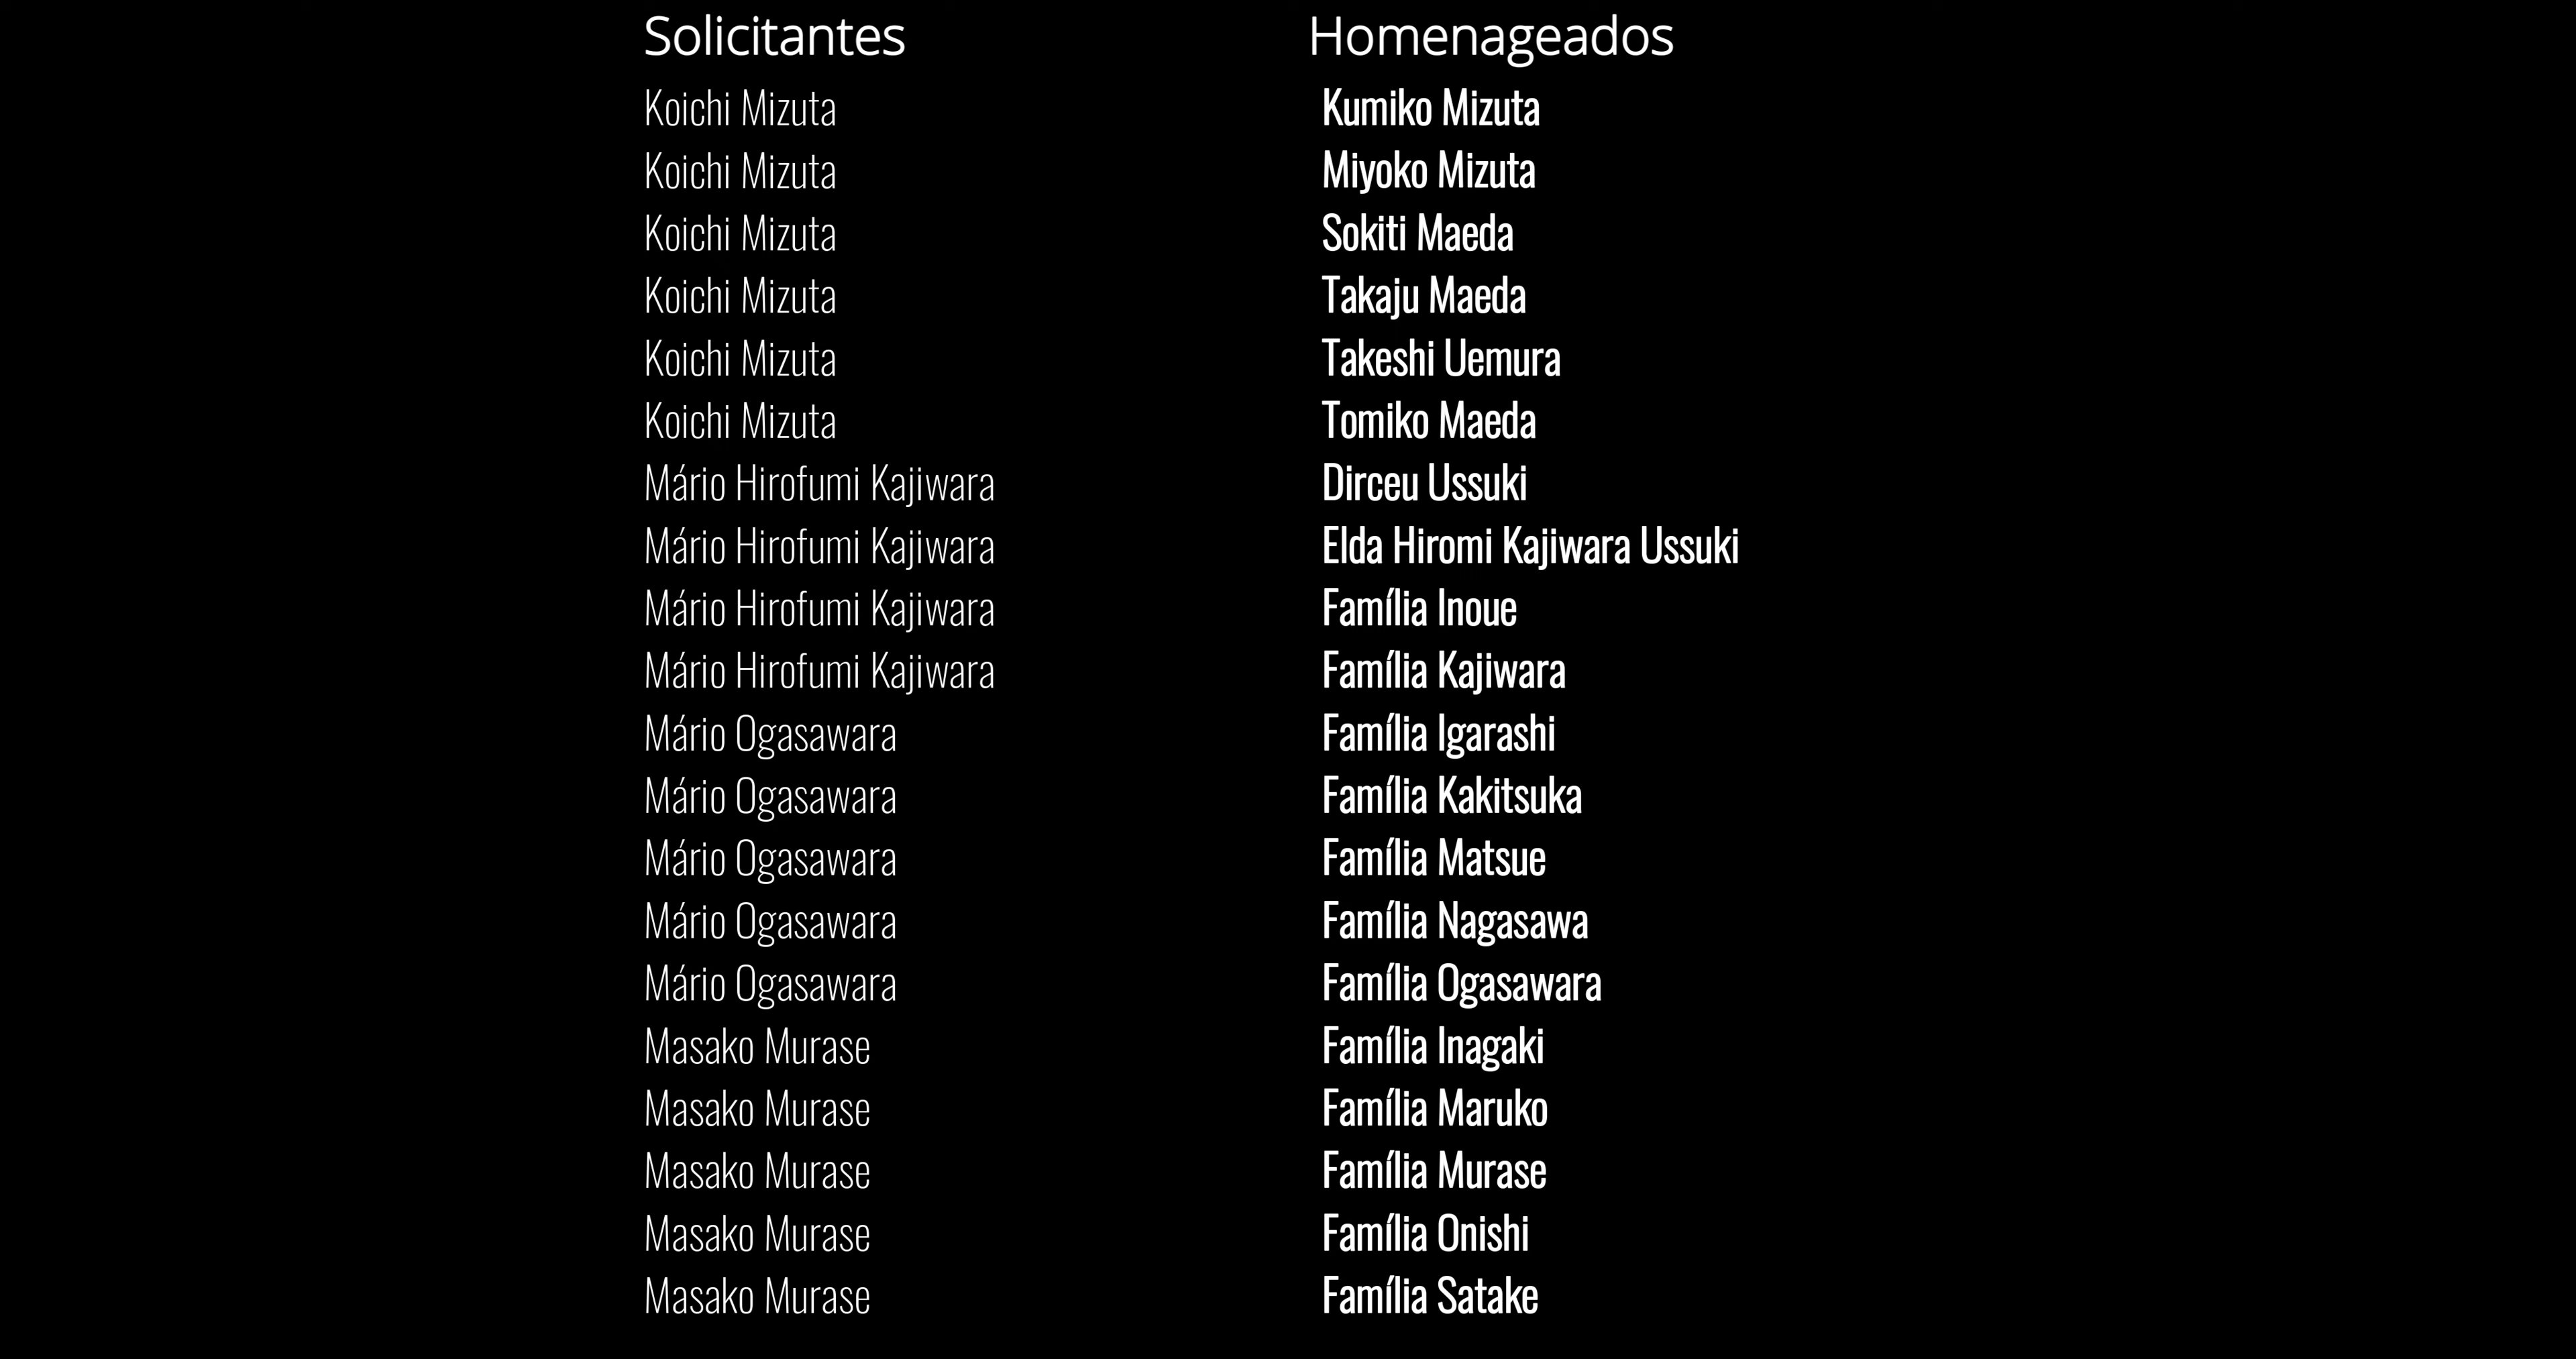 Solicitantes Homenageados
Koichi Mizuta Kumiko Mizuta
Koichi Mizuta Miyoko Mizuta
Koichi Mizuta Sokiti Maeda
Koichi Mizuta Takaju Maeda
Koichi Mizuta Takeshi Uemura
Koichi Mizuta Tomiko Maeda
Mário Hirofumi Kajiwara Dirceu Ussuki
Mário Hirofumi Kajiwara Elda Hiromi Kajiwara Ussuki
Mário Hirofumi Kajiwara Família Inoue
Mário Hirofumi Kajiwara Família Kajiwara
Mário Ogasawara Família Igarashi
Mário Ogasawara Família Kakitsuka
Mário Ogasawara Família Matsue
Mário Ogasawara Família Nagasawa
Mário Ogasawara Família Ogasawara
Masako Murase Família Inagaki
Masako Murase Família Maruko
Masako Murase Família Murase
Masako Murase Família Onishi
Masako Murase Família Satake